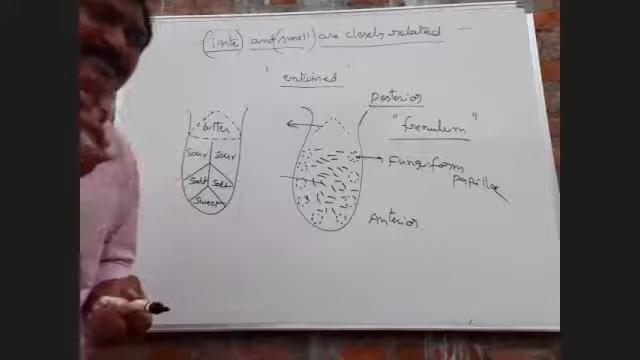 (Taste) and (smell) are closely related
" entwined "
posterior
" frenulum "
bitter
Sour Sour
Salt Salt
Sweet
Fungiform
papillae
Anterior